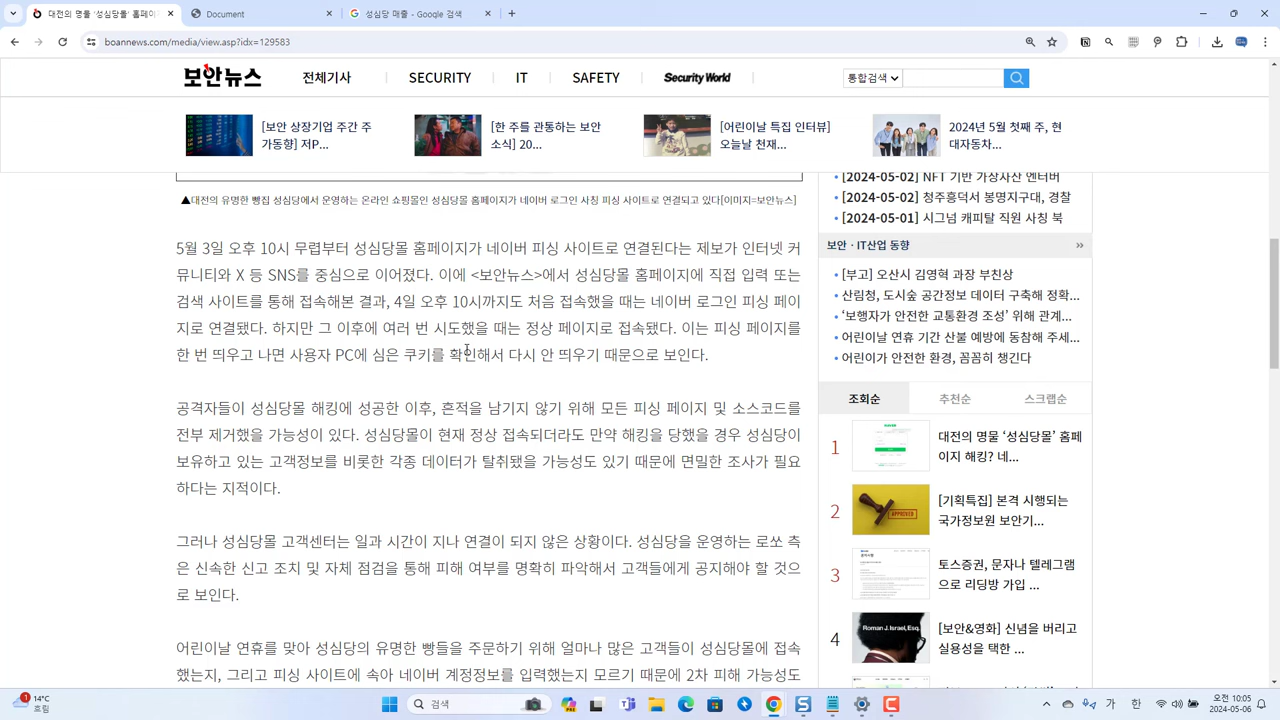 대전의 명물 ‘성심당몰’ 홈페이지
Document
성심당 매출 - Google 검색
boannews.com/media/view.asp?idx=129583
보안뉴스
전체기사
SECURITY
IT
SAFETY
Security World
통합검색
[보안 상장기업 주간 주
가동향] HP...
[한 주를 관통하는 보안
소식] 20...
[어린이날 특집 인터뷰]
오늘날 천재...
2024년 5월 첫째 주, 현
대자동차...
▲대전의 유명한 빵집 성심당에서 운영하는 온라인 쇼핑몰인 성심당몰 홈페이지가 네이버 로그인 사칭 피싱 사이트로 연결되고 있다[이미지=보안뉴스]
5월 3일 오후 10시 무렵부터 성심당몰 홈페이지가 네이버 피싱 사이트로 연결된다는 제보가 인터넷 커
뮤니티와 X 등 SNS를 중심으로 이어졌다. 이에 <보안뉴스>에서 성심당몰 홈페이지에 직접 입력 또는
검색 사이트를 통해 접속해본 결과, 4일 오후 10시까지도 처음 접속했을 때는 네이버 로그인 피싱 페이
지로 연결됐다. 하지만 그 이후에 여러 번 시도했을 때는 정상 페이지로 접속됐다. 이는 피싱 페이지를
한 번 띄우고 나면 사용자 PC에 심은 쿠키를 확인해서 다시 안 띄우기 때문으로 보인다.
공격자들이 성심당몰 해킹에 성공한 이후, 흔적을 남기지 않기 위해 모든 피싱 페이지 및 소스코드를
전부 제거했을 가능성이 있다. 성심당몰이 현재 정상 접속된다더라도 만약 해킹을 당했을 경우 성심당이
보유하고 있는 고객정보를 비롯한 각종 데이터가 탈취됐을 가능성도 있기 때문에 면밀한 조사가 필요
하다는 지적이다.
그러나 성심당몰 고객센터는 일과 시간이 지나 연결이 되지 않은 상황이다. 성심당을 운영하는 로쏘 측
은 신속한 신고 조치 및 자체 점검을 통해 피해 여부를 명확히 파악해서 고객들에게 공지해야 할 것으
로 보인다.
어린이날 연휴를 맞아 성심당의 유명한 빵들을 주문하기 위해 얼마나 많은 고객들이 성심당몰에 접속
했는지, 그리고 피싱 사이트에 속아 네이버 계정정보를 입력했는지 모르기 때문에 2차 피해 가능성도
[2024-05-02] NFT 기반 가상자산 엔터버
[2024-05-02] 청주흥덕서 봉명지구대, 경찰
[2024-05-01] 시그넘 캐피탈 직원 사칭 북
보안 · IT산업 동향
[부고] 오산시 김영혁 과장 부친상
산림청, 도시숲 공간정보 데이터 구축해 정확...
‘보행자가 안전한 교통환경 조성’ 위해 관계...
어린이날 연휴 기간 산불 예방에 동참해 주세...
어린이가 안전한 환경, 꼼꼼히 챙긴다
조회순
추천순
스크랩순
1
대전의 명물 ‘성심당몰’ 홈페
이지 해킹? 네...
2
APPROVED
[기획특집] 본격 시행되는
국가정보원 보안기...
3
토스증권, 문자나 텔레그램
으로 리딩방 가입 ...
4
Roman J. Israel, Esq.
[보안&영화] 신념을 버리고
실용성을 택한 ...
1
14°C
흐림
검색
가
한
오전 10:05
2024-05-06